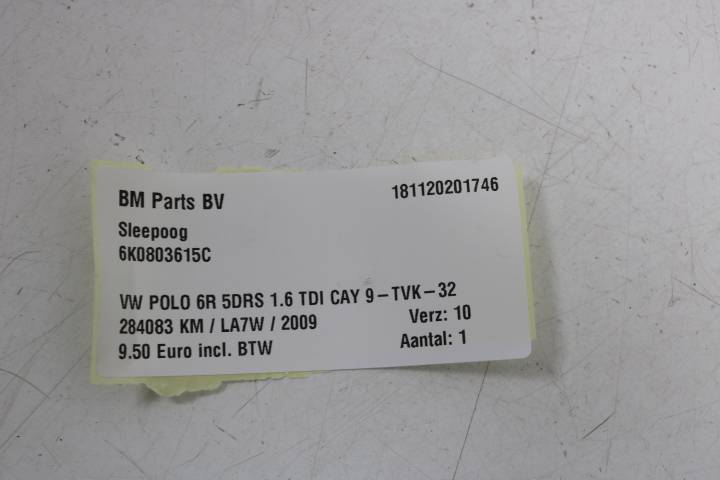 BM Parts BV 181120201746
Sleepoog
6K0803615C
VW POLO 6R 5DRS 1.6 TDI CAY 9-TVK-32
284083 KM / LA7W / 2009 Verz: 10
9.50 Euro incl. BTW Aantal: 1